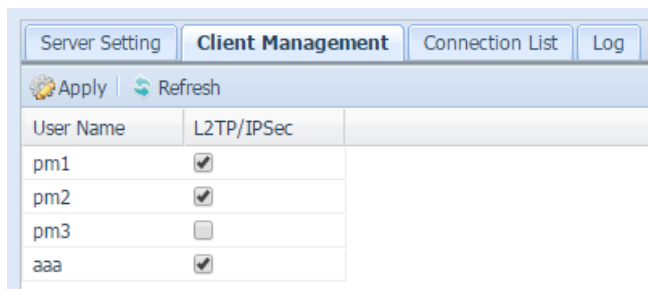 Server Setting Client Management Connection List Log
Apply Refresh
User Name L2TP/IPSec
pm1
pm2
pm3
aaa